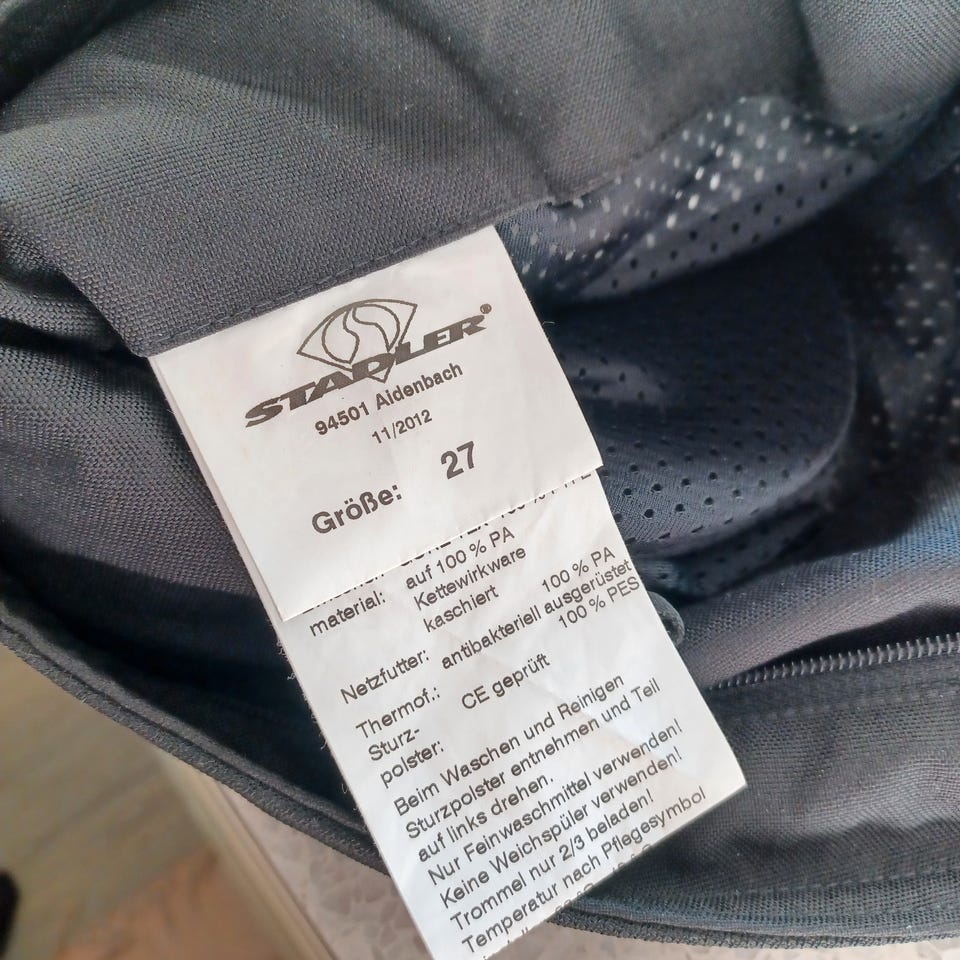 STADLER®
94501 Aidenbach
11/2012
Größe: 27
auf 100 % PA
material: Kettewirkware
kaschiert 100 % PA
Netzfutter: antibakteriell ausgerüstet
Thermof.: 100 % PES
Sturz- CE geprüft
polster:
Beim Waschen und Reinigen
Sturzpolster entnehmen und Teil
auf links drehen.
Nur Feinwaschmittel verwenden!
Keine Weichspüler verwenden!
Trommel nur 2/3 beladen!
Temperatur nach Pflegesymbol